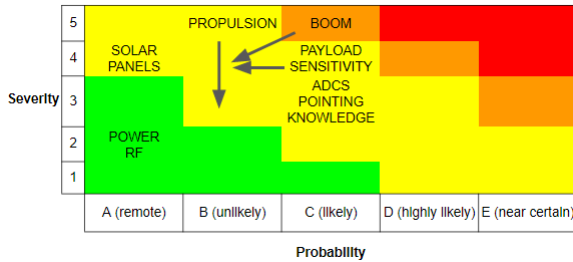 5
PROPULSION
BOOM
4
SOLAR
PANELS
PAYLOAD
SENSITIVITY
Severity
3
ADCS
POINTING
KNOWLEDGE
2
POWER
RF
1
A (remote)
B (unlikely)
C (likely)
D (highly likely)
E (near certain)
Probability